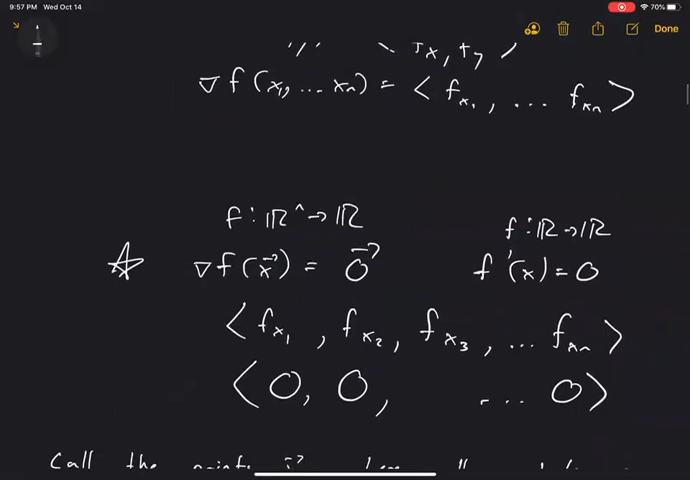 9:57 PM Wed Oct 14
70%
Done
∇f(x₁, ... xₙ) = < fₓ₁, ... fₓₙ >
f: ℝⁿ → ℝ
f: ℝ → ℝ
∇f(x⃗) = 0⃗
f'(x) = 0
< fₓ₁, fₓ₂, fₓ₃, ... fₓₙ >
< 0, 0, ... 0 >
Call the